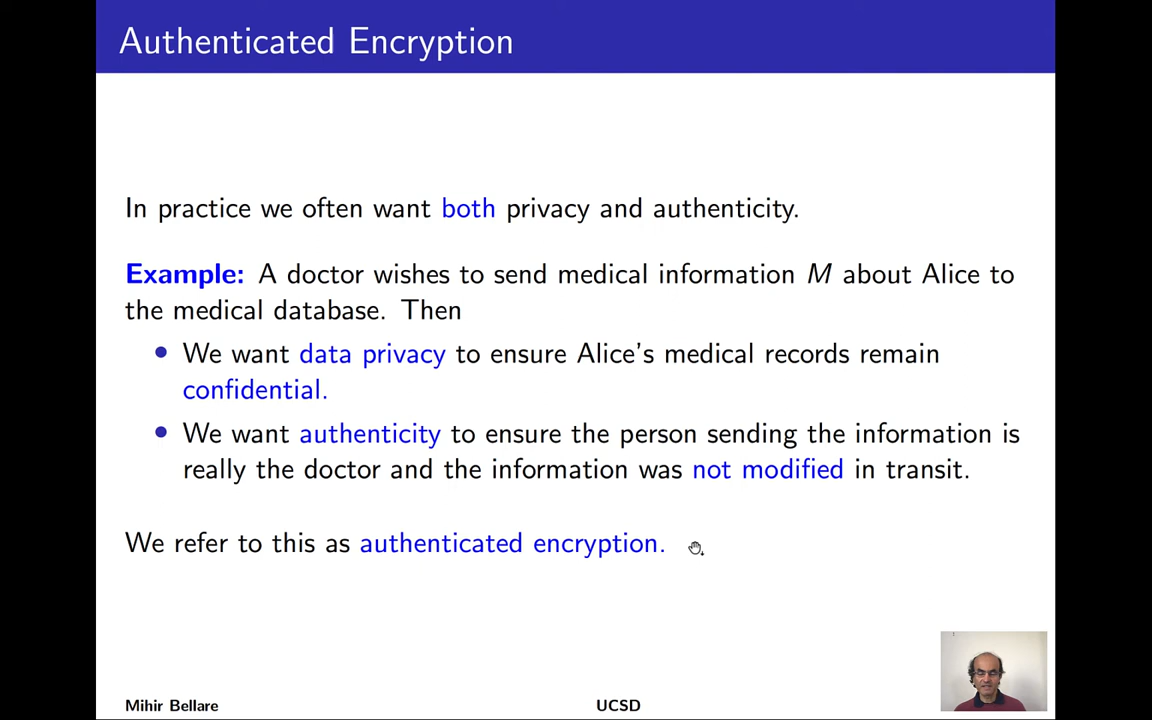 Authenticated Encryption
In practice we often want both privacy and authenticity.
Example: A doctor wishes to send medical information M about Alice to
the medical database. Then
• We want data privacy to ensure Alice's medical records remain
confidential.
• We want authenticity to ensure the person sending the information is
really the doctor and the information was not modified in transit.
We refer to this as authenticated encryption.
Mihir Bellare UCSD